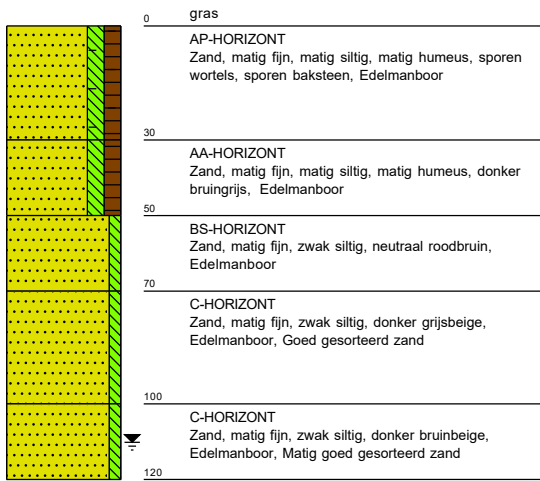 gras
0
AP-HORIZONT
Zand, matig fijn, matig siltig, matig humeus, sporen
wortels, sporen baksteen, Edelmanboor
30
AA-HORIZONT
Zand, matig fijn, matig siltig, matig humeus, donker
bruingrijs, Edelmanboor
50
BS-HORIZONT
Zand, matig fijn, zwak siltig, neutraal roodbruin,
Edelmanboor
70
C-HORIZONT
Zand, matig fijn, zwak siltig, donker grijsbeige,
Edelmanboor, Goed gesorteerd zand
100
C-HORIZONT
Zand, matig fijn, zwak siltig, donker bruinbeige,
Edelmanboor, Matig goed gesorteerd zand
120